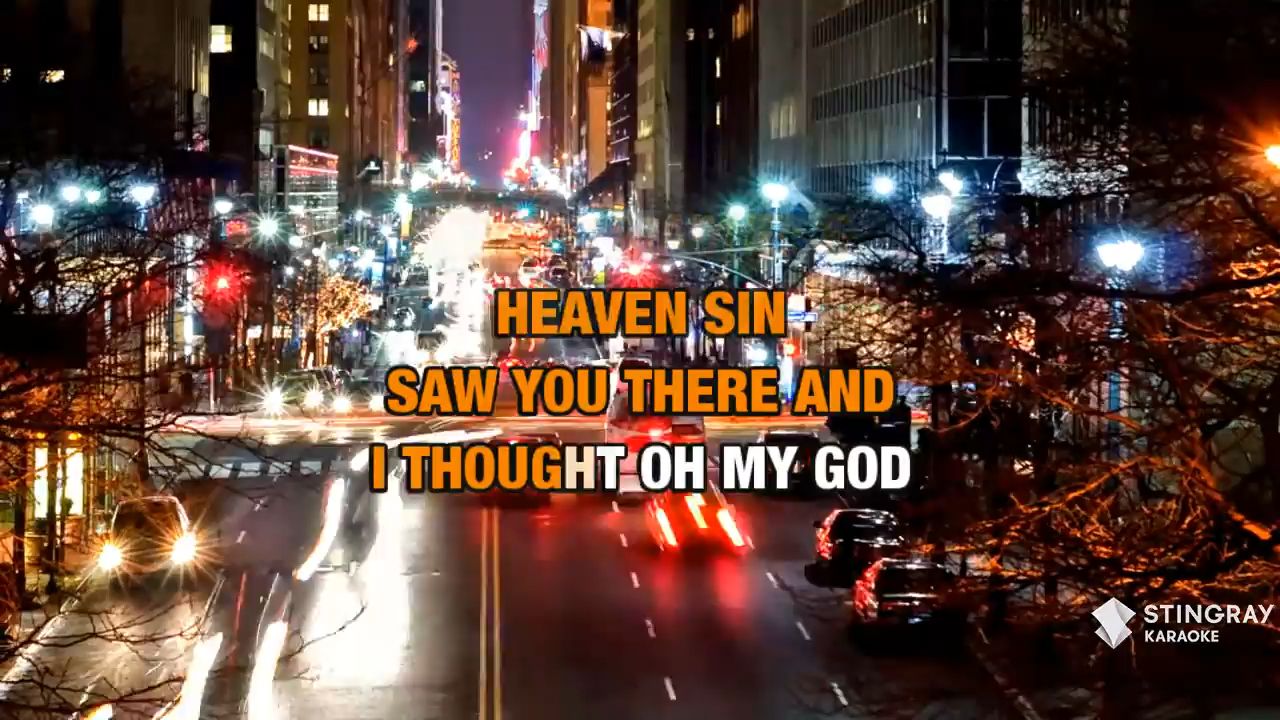 HEAVEN SIN
SAW YOU THERE AND
I THOUGHT OH MY GOD
STINGRAY
KARAOKE